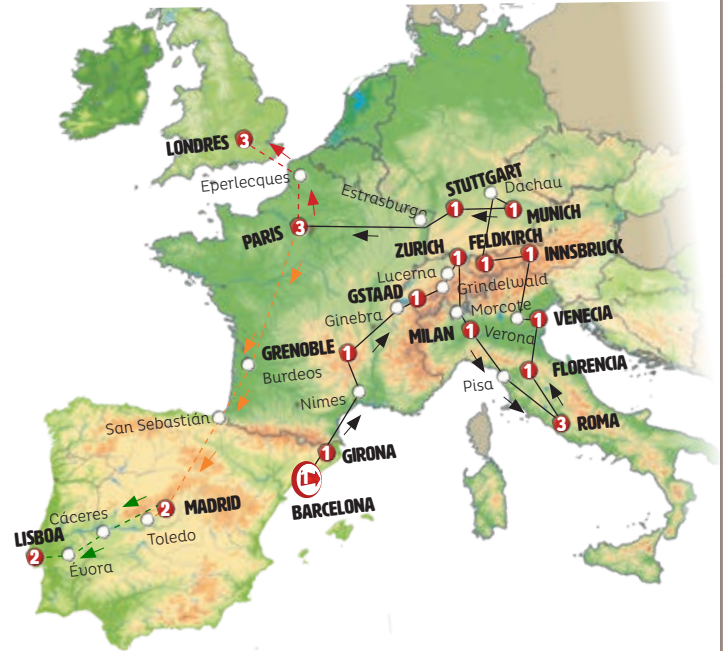 LONDRES
3
Eperlecques
STUTTGART
Dachau
Estrasburgo
1
1
MUNICH
PARIS
3
ZURICH
FELDKIRCH
1
1
1
INNSBRUCK
Lucerna
Grindelwald
GSTAAD
1
Ginebra
Morcote
1
VENECIA
MILAN
1
Verona
GRENOBLE
1
Burdeos
1
FLORENCIA
Pisa
Nimes
San Sebastián
3
ROMA
1
GIRONA
1
BARCELONA
2
MADRID
Cáceres
Toledo
LISBOA
2
Évora